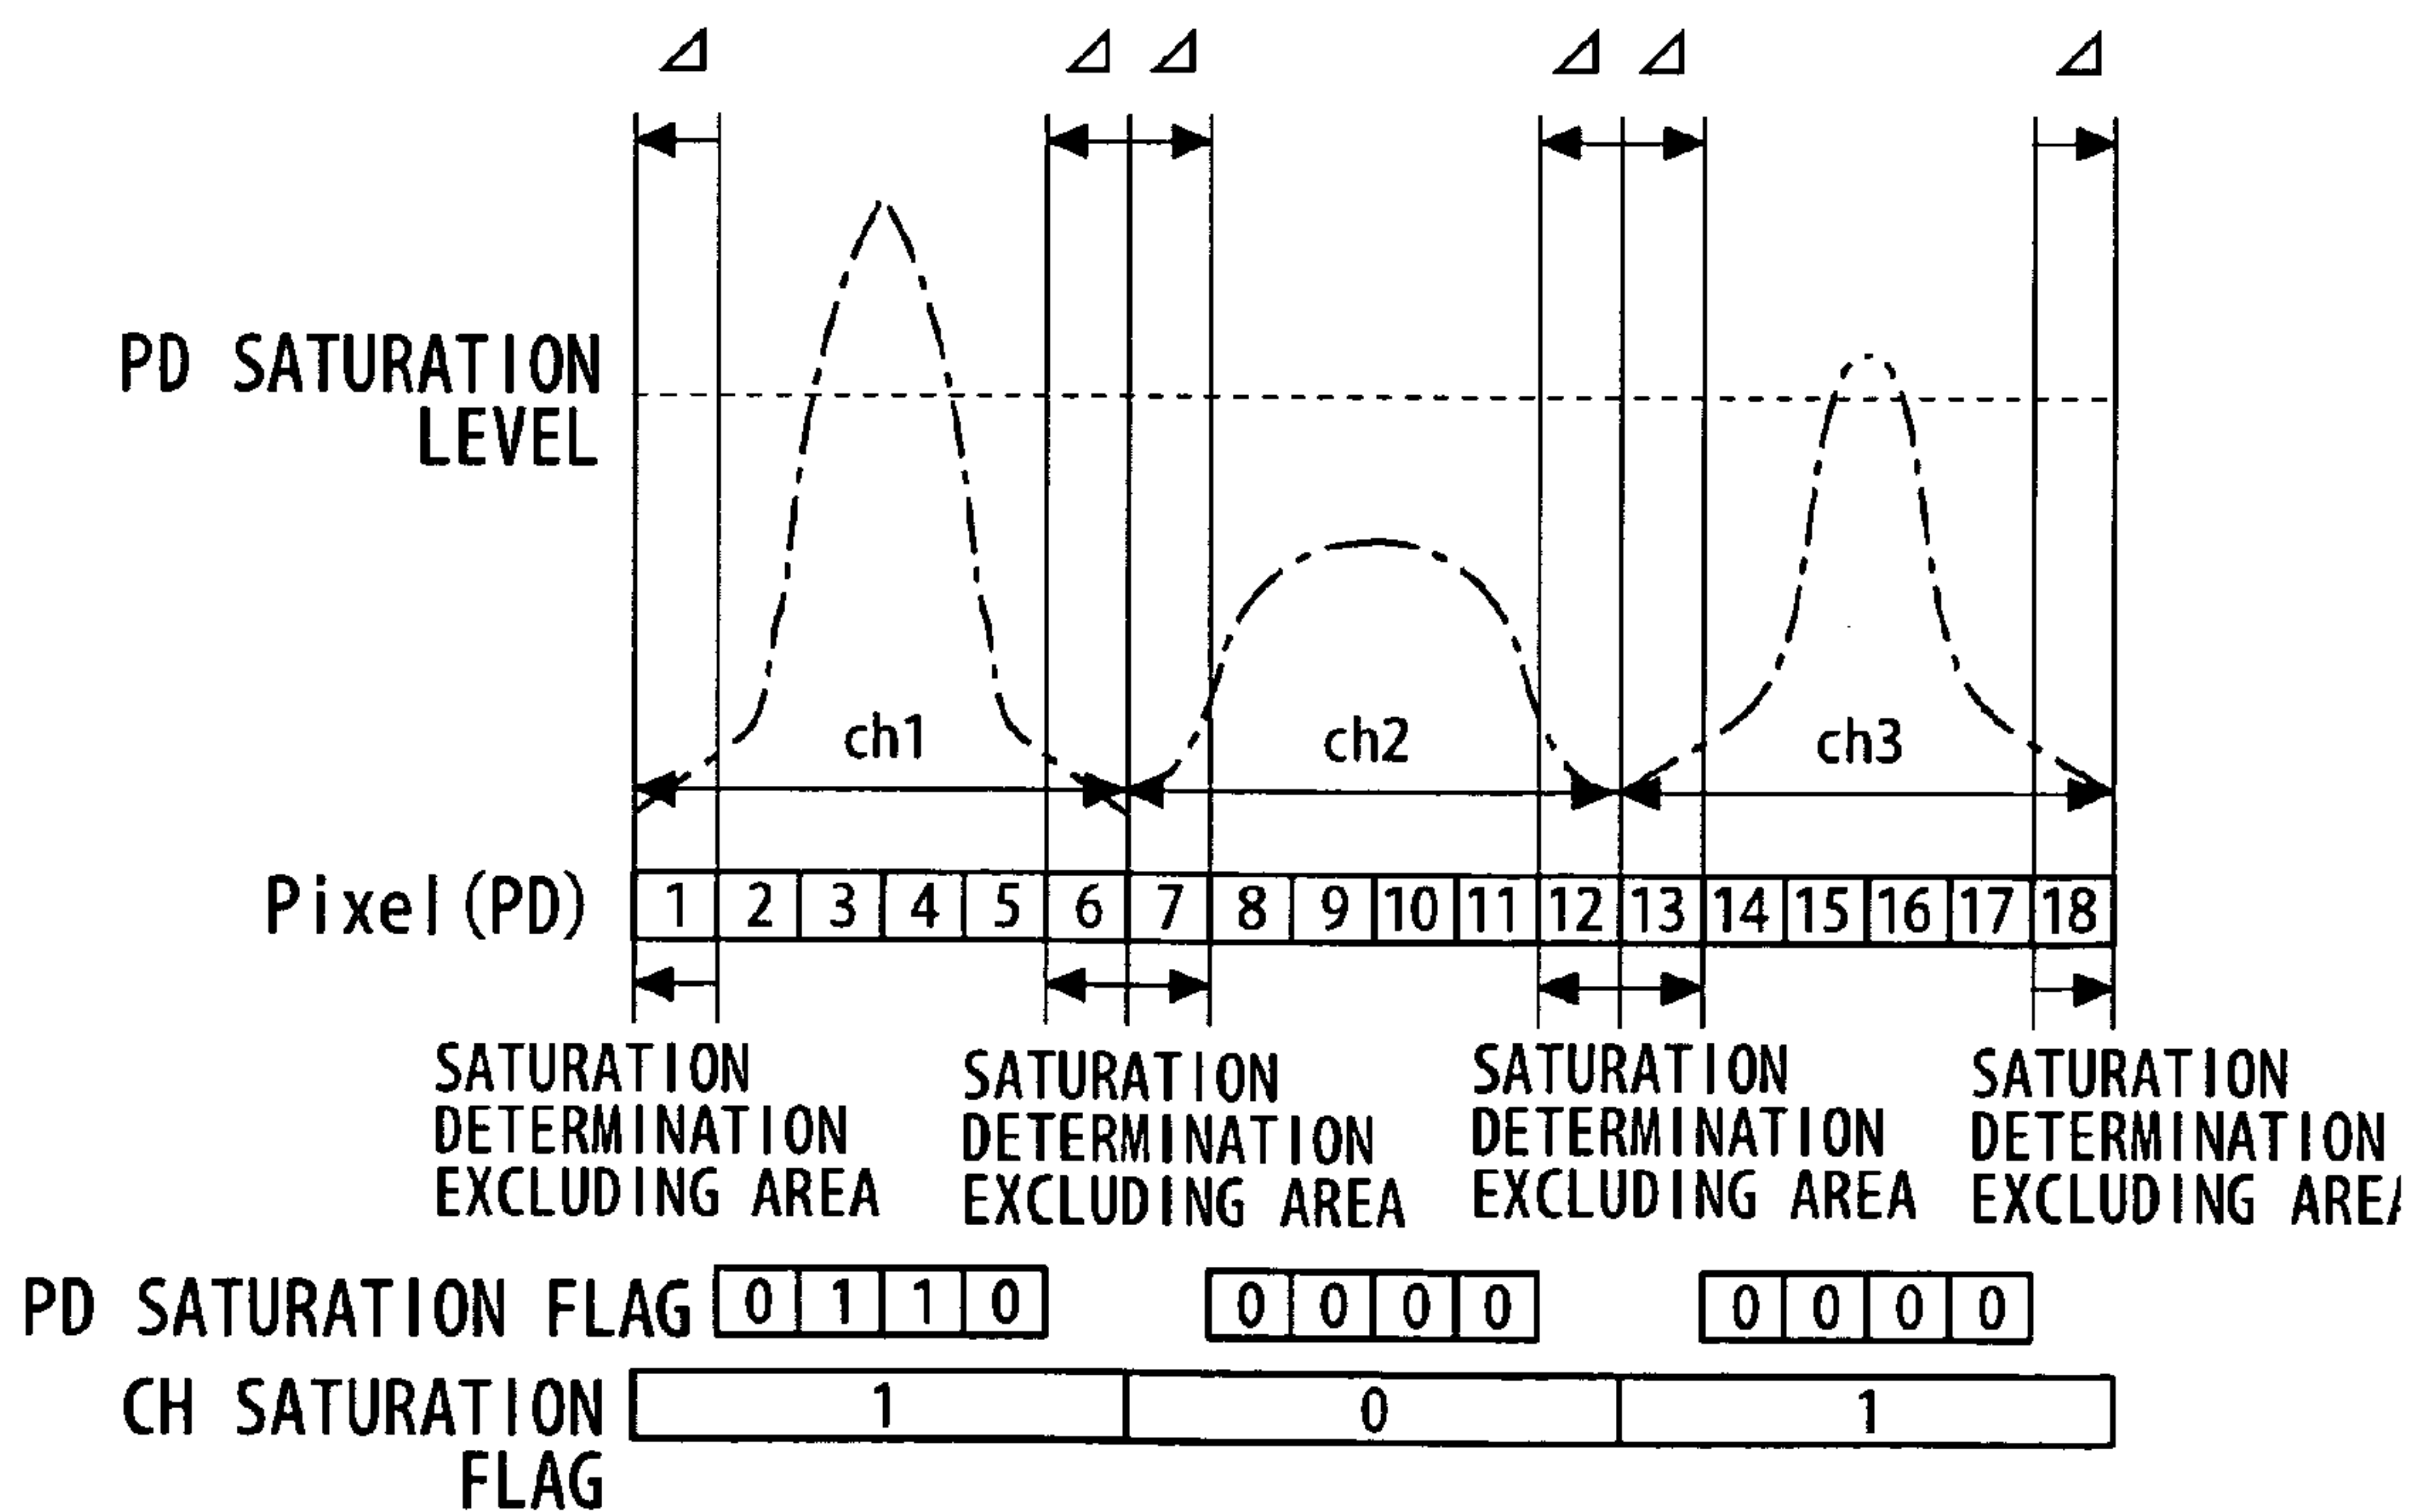 ⊿ ⊿ ⊿ ⊿ ⊿ ⊿
PD SATURATION
LEVEL
ch1 ch2 ch3
Pixel(PD) 1 2 3 4 5 6 7 8 9 10 11 12 13 14 15 16 17 18
SATURATION
DETERMINATION
EXCLUDING AREA
SATURATION
DETERMINATION
EXCLUDING AREA
SATURATION
DETERMINATION
EXCLUDING AREA
SATURATION
DETERMINATION
EXCLUDING AREA
PD SATURATION FLAG 0 1 1 0 0 0 0 0 0 0 0 0
CH SATURATION 1 0 1
FLAG